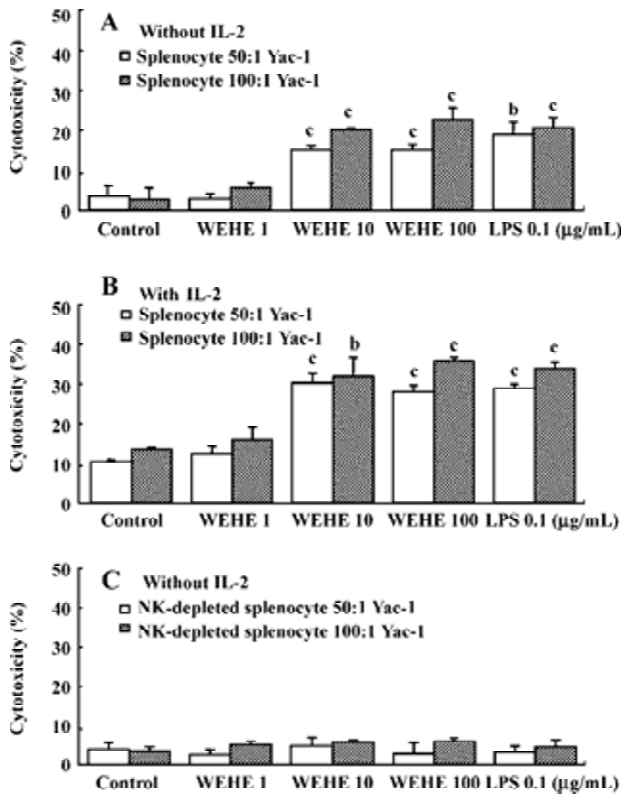 A
Without IL-2
Splenocyte 50:1 Yac-1
Splenocyte 100:1 Yac-1
Cytotoxicity (%)
50
40
30
20
10
0
c c c c b c
Control WEHE 1 WEHE 10 WEHE 100 LPS 0.1 (μg/mL)
B
With IL-2
Splenocyte 50:1 Yac-1
Splenocyte 100:1 Yac-1
Cytotoxicity (%)
50
40
30
20
10
0
c b c c c
Control WEHE 1 WEHE 10 WEHE 100 LPS 0.1 (μg/mL)
C
Without IL-2
NK-depleted splenocyte 50:1 Yac-1
NK-depleted splenocyte 100:1 Yac-1
Cytotoxicity (%)
50
40
30
20
10
0
Control WEHE 1 WEHE 10 WEHE 100 LPS 0.1 (μg/mL)